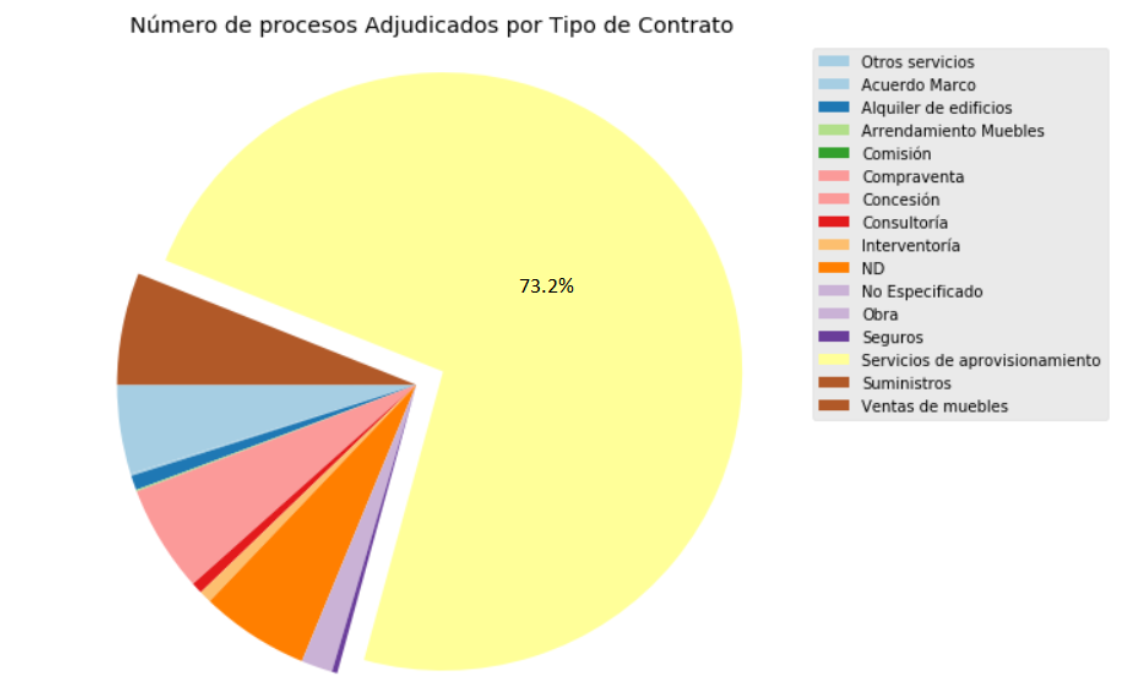 Número de procesos Adjudicados por Tipo de Contrato
73.2%
Otros servicios
Acuerdo Marco
Alquiler de edificios
Arrendamiento Muebles
Comisión
Compraventa
Concesión
Consultoría
Interventoría
ND
No Especificado
Obra
Seguros
Servicios de aprovisionamiento
Suministros
Ventas de muebles